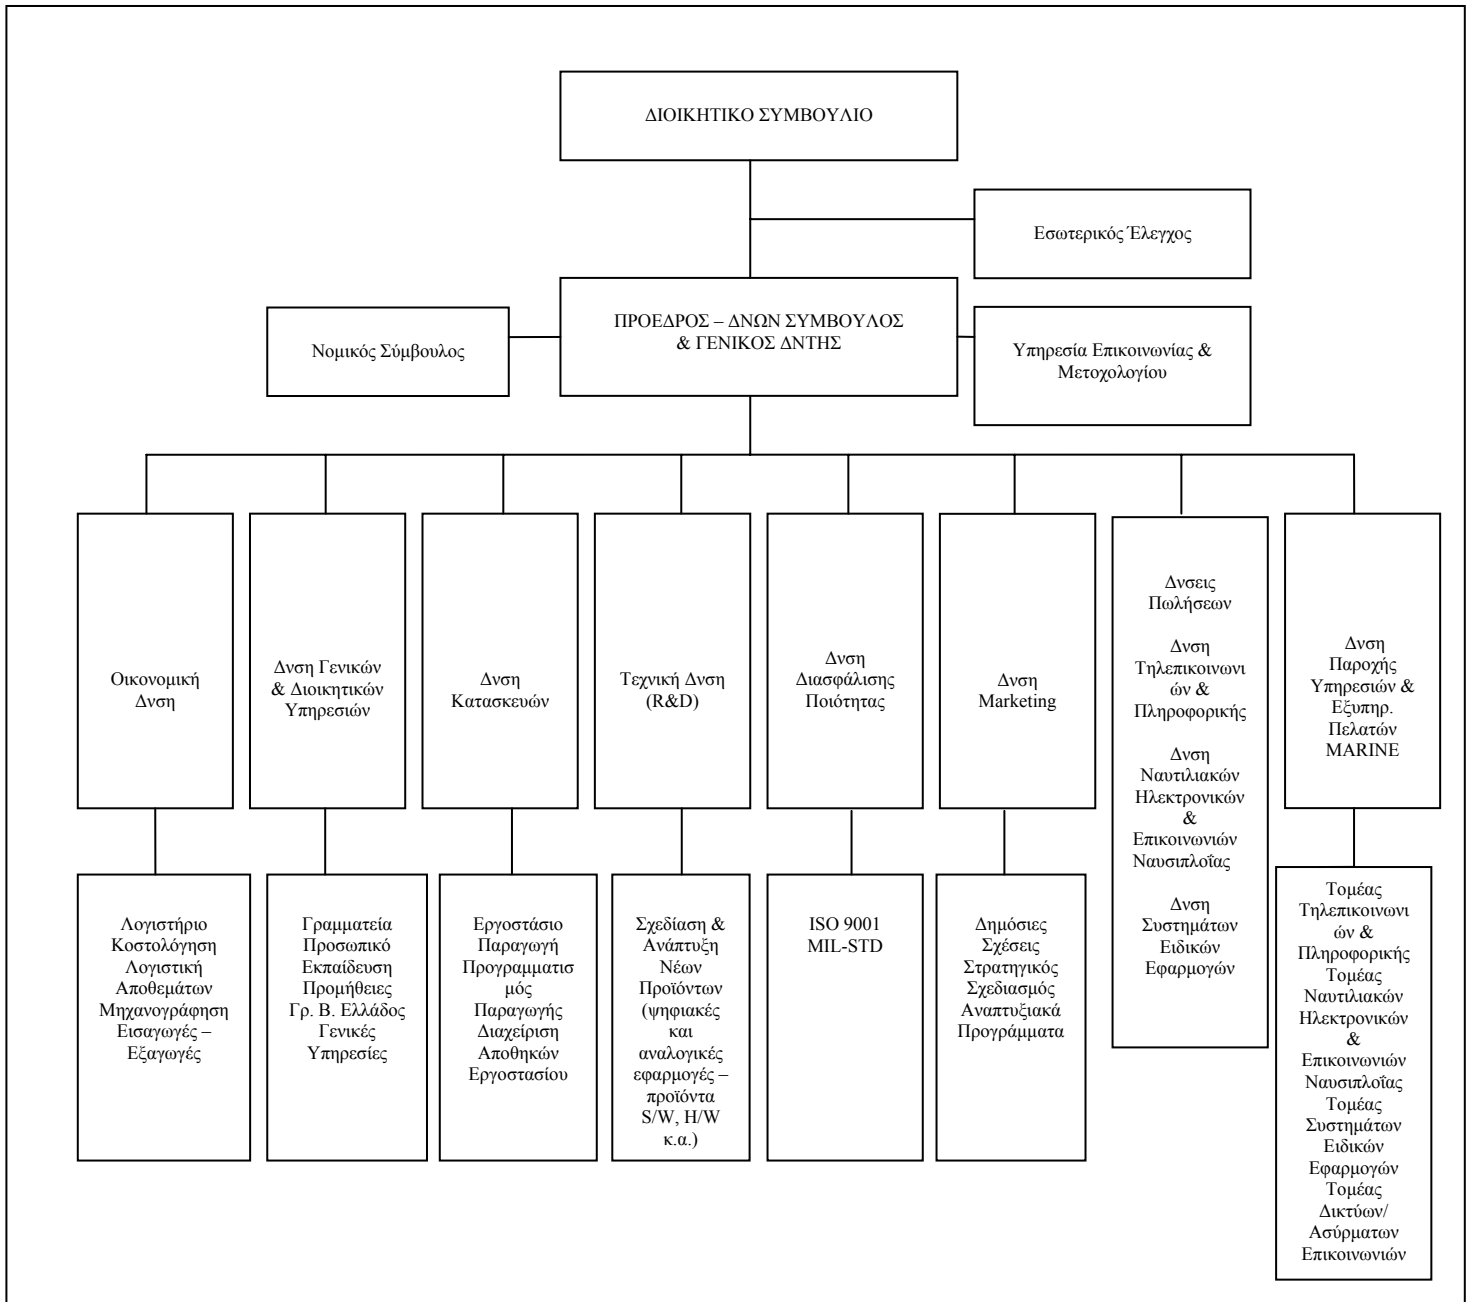 ΔΙΟΙΚΗΤΙΚΟ ΣΥΜΒΟΥΛΙΟ
Εσωτερικός Έλεγχος
ΠΡΟΕΔΡΟΣ – ΔΝΩΝ ΣΥΜΒΟΥΛΟΣ
& ΓΕΝΙΚΟΣ ΔΝΤΗΣ
Νομικός Σύμβουλος
Υπηρεσία Επικοινωνίας &
Μετοχολογίου
Οικονομική
Δνση
Δνση Γενικών
& Διοικητικών
Υπηρεσιών
Δνση
Κατασκευών
Τεχνική Δνση
(R&D)
Δνση
Διασφάλισης
Ποιότητας
Δνση
Marketing
Δνσεις
Πωλήσεων
Δνση
Τηλεπικοινωνι
ών &
Πληροφορικής
Δνση
Ναυτιλιακών
Ηλεκτρονικών
&
Επικοινωνιών
Ναυσιπλοΐας
Δνση
Συστημάτων
Ειδικών
Εφαρμογών
Δνση
Παροχής
Υπηρεσιών &
Εξυπηρ.
Πελατών
MARINE
Λογιστήριο
Κοστολόγηση
Λογιστική
Αποθεμάτων
Μηχανογράφηση
Εισαγωγές –
Εξαγωγές
Γραμματεία
Προσωπικό
Εκπαίδευση
Προμήθειες
Γρ. Β. Ελλάδος
Γενικές
Υπηρεσίες
Εργοστάσιο
Παραγωγή
Προγραμματισ
μός
Παραγωγής
Διαχείριση
Αποθηκών
Εργοστασίου
Σχεδίαση &
Ανάπτυξη
Νέων
Προϊόντων
(ψηφιακές
και
αναλογικές
εφαρμογές –
προϊόντα
S/W, H/W
κ.α.)
ISO 9001
MIL-STD
Δημόσιες
Σχέσεις
Στρατηγικός
Σχεδιασμός
Αναπτυξιακά
Προγράμματα
Τομέας
Τηλεπικοινωνι
ών &
Πληροφορικής
Τομέας
Ναυτιλιακών
Ηλεκτρονικών
&
Επικοινωνιών
Ναυσιπλοΐας
Τομέας
Συστημάτων
Ειδικών
Εφαρμογών
Τομέας
Δικτύων/
Ασύρματων
Επικοινωνιών